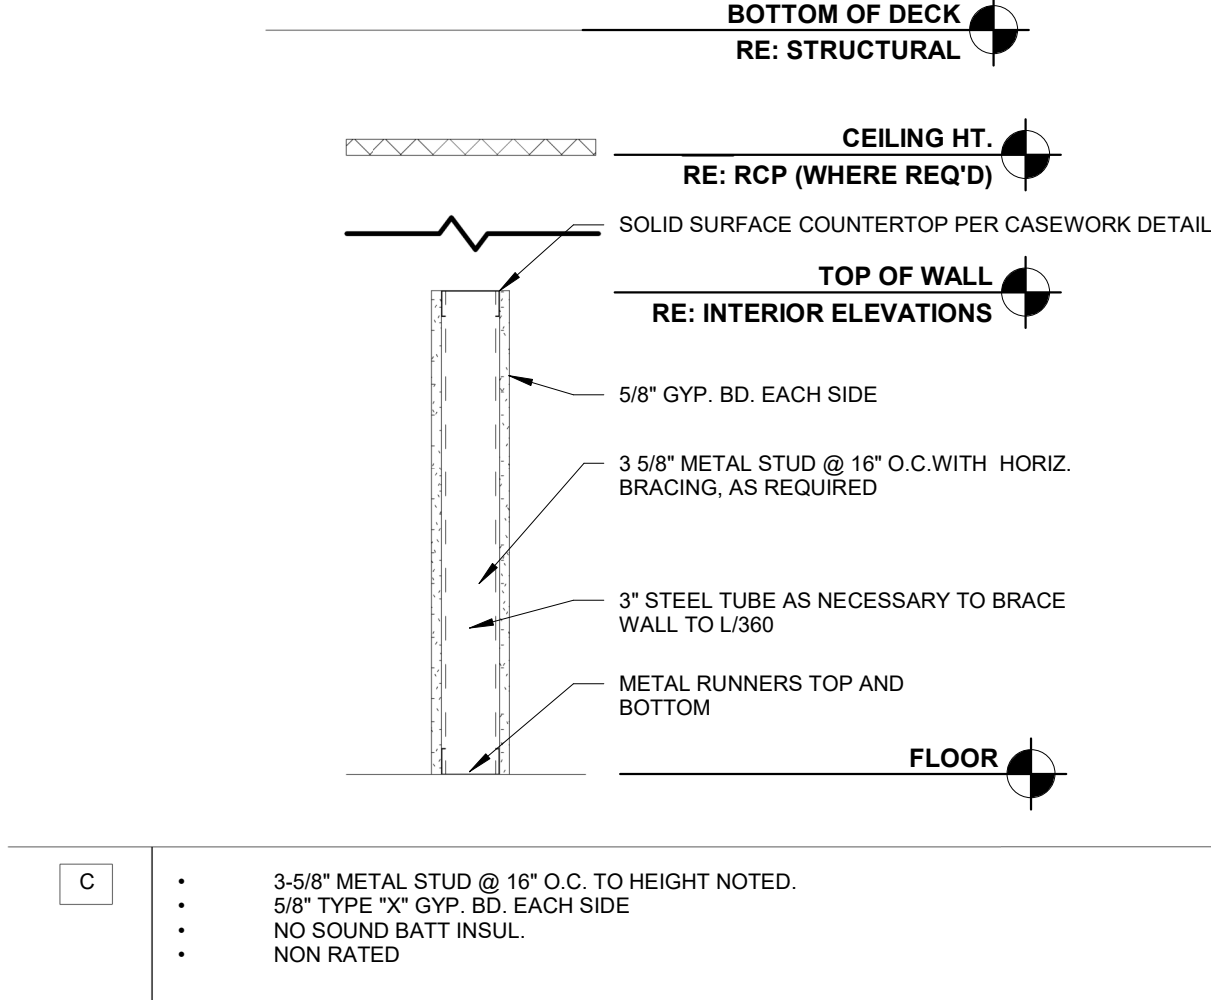 BOTTOM OF DECK
RE: STRUCTURAL
CEILING HT.
RE: RCP (WHERE REQ'D)
SOLID SURFACE COUNTERTOP PER CASEWORK DETAIL
TOP OF WALL
RE: INTERIOR ELEVATIONS
5/8" GYP. BD. EACH SIDE
3 5/8" METAL STUD @ 16" O.C.WITH  HORIZ.
BRACING, AS REQUIRED
3" STEEL TUBE AS NECESSARY TO BRACE
WALL TO L/360
METAL RUNNERS TOP AND
BOTTOM
FLOOR
C
• 3-5/8" METAL STUD @ 16" O.C. TO HEIGHT NOTED.
• 5/8" TYPE "X" GYP. BD. EACH SIDE
• NO SOUND BATT INSUL.
• NON RATED